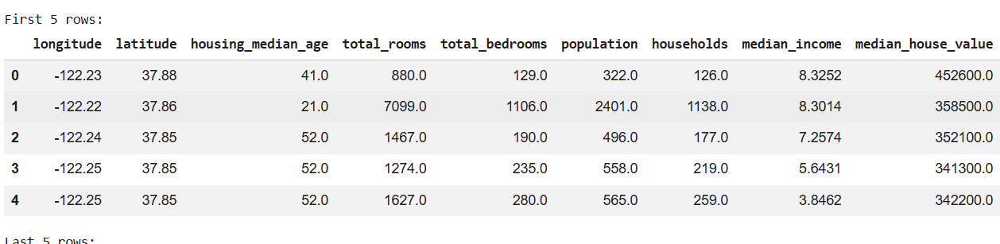 First 5 rows:
longitude latitude housing_median_age total_rooms total_bedrooms population households median_income median_house_value
0 -122.23 37.88 41.0 880.0 129.0 322.0 126.0 8.3252 452600.0
1 -122.22 37.86 21.0 7099.0 1106.0 2401.0 1138.0 8.3014 358500.0
2 -122.24 37.85 52.0 1467.0 190.0 496.0 177.0 7.2574 352100.0
3 -122.25 37.85 52.0 1274.0 235.0 558.0 219.0 5.6431 341300.0
4 -122.25 37.85 52.0 1627.0 280.0 565.0 259.0 3.8462 342200.0
Last 5 rows: